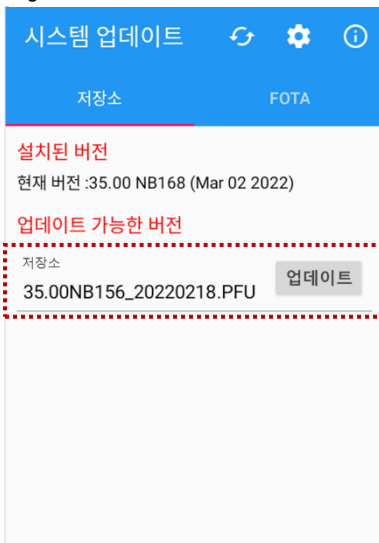 시스템 업데이트
저장소 FOTA
설치된 버전
현재 버전 :35.00 NB168 (Mar 02 2022)
업데이트 가능한 버전
저장소
35.00NB156_20220218.PFU 업데이트